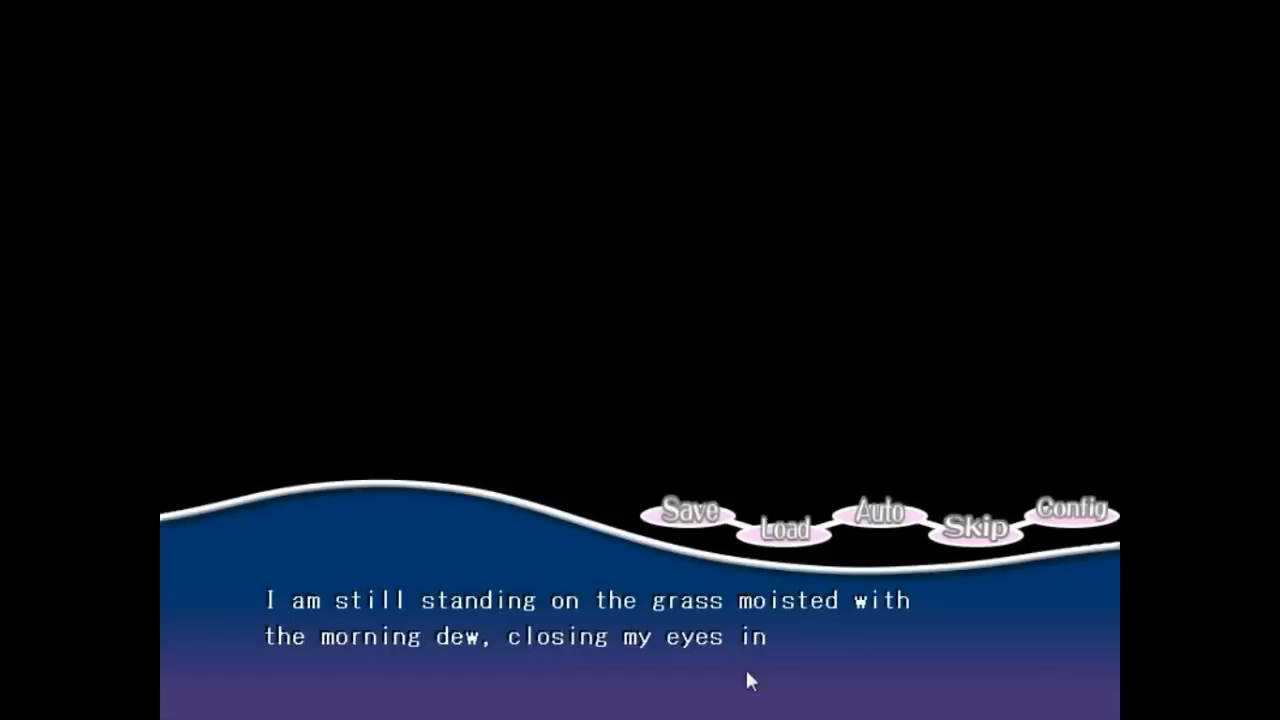 Save
Load
Auto
Skip
Config
I am still standing on the grass moisted with
the morning dew, closing my eyes in